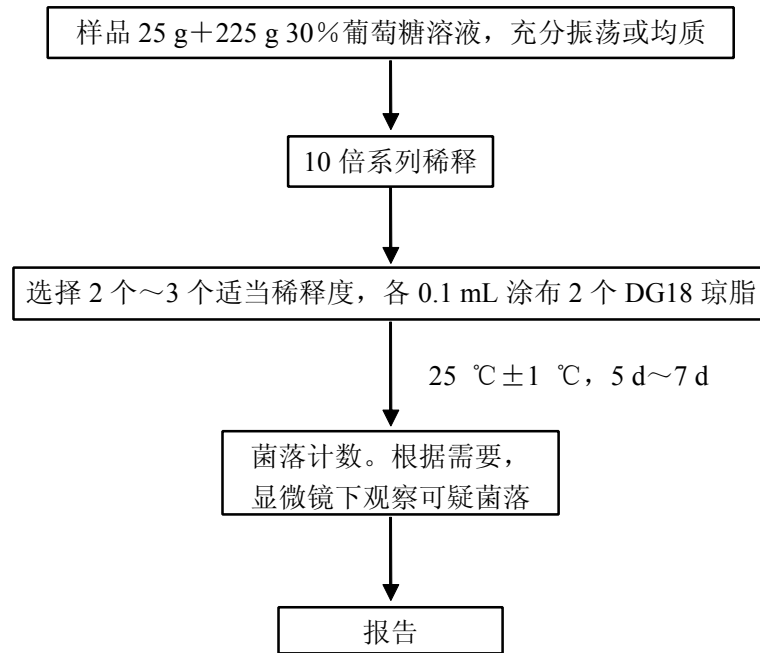 样品 25 g＋225 g 30％葡萄糖溶液，充分振荡或均质
10 倍系列稀释
选择 2 个～3 个适当稀释度，各 0.1 mL 涂布 2 个 DG18 琼脂
25 ℃±1 ℃，5 d～7 d
菌落计数。根据需要，
显微镜下观察可疑菌落
报告